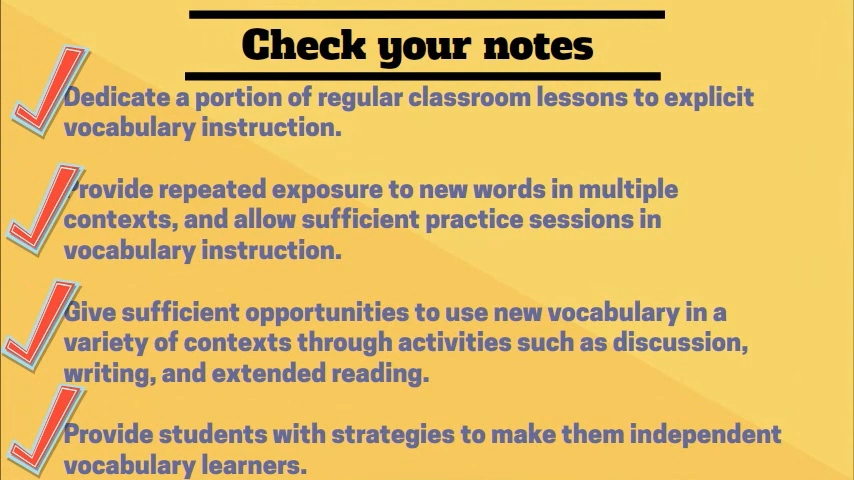 Check your notes
Dedicate a portion of regular classroom lessons to explicit
vocabulary instruction.
Provide repeated exposure to new words in multiple
contexts, and allow sufficient practice sessions in
vocabulary instruction.
Give sufficient opportunities to use new vocabulary in a
variety of contexts through activities such as discussion,
writing, and extended reading.
Provide students with strategies to make them independent
vocabulary learners.